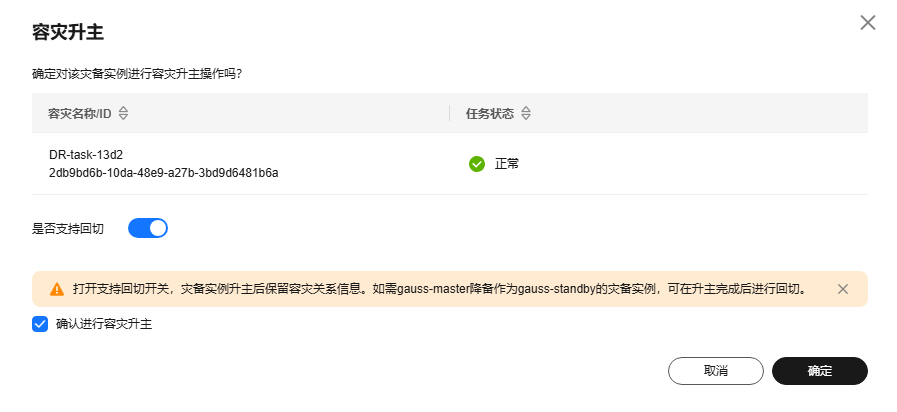 容灾升主
确定对该灾备实例进行容灾升主操作吗?
容灾名称/ID 任务状态
DR-task-13d2
2db9bd6b-10da-48e9-a27b-3bd9d6481b6a
正常
是否支持回切
打开支持回切开关，灾备实例升主后保留容灾关系信息。如需gauss-master降备作为gauss-standby的灾备实例，可在升主完成后进行回切。
确认进行容灾升主
取消 确定